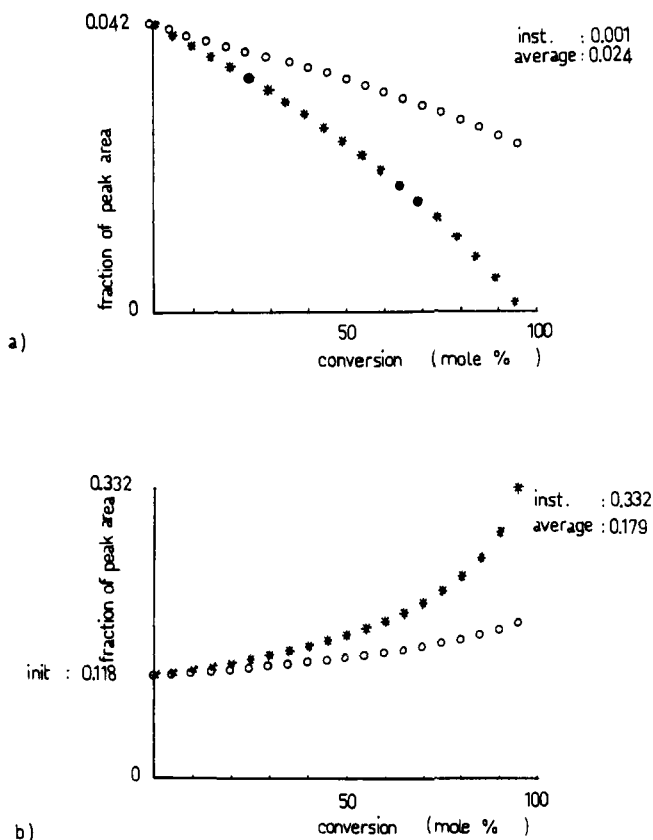 0.042
inst. : 0.001
average : 0.024
fraction of peak area
0
50
100
conversion (mole %)
a)
0.332
fraction of peak area
inst. : 0.332
average : 0.179
init : 0.118
0
50
100
conversion (mole %)
b)